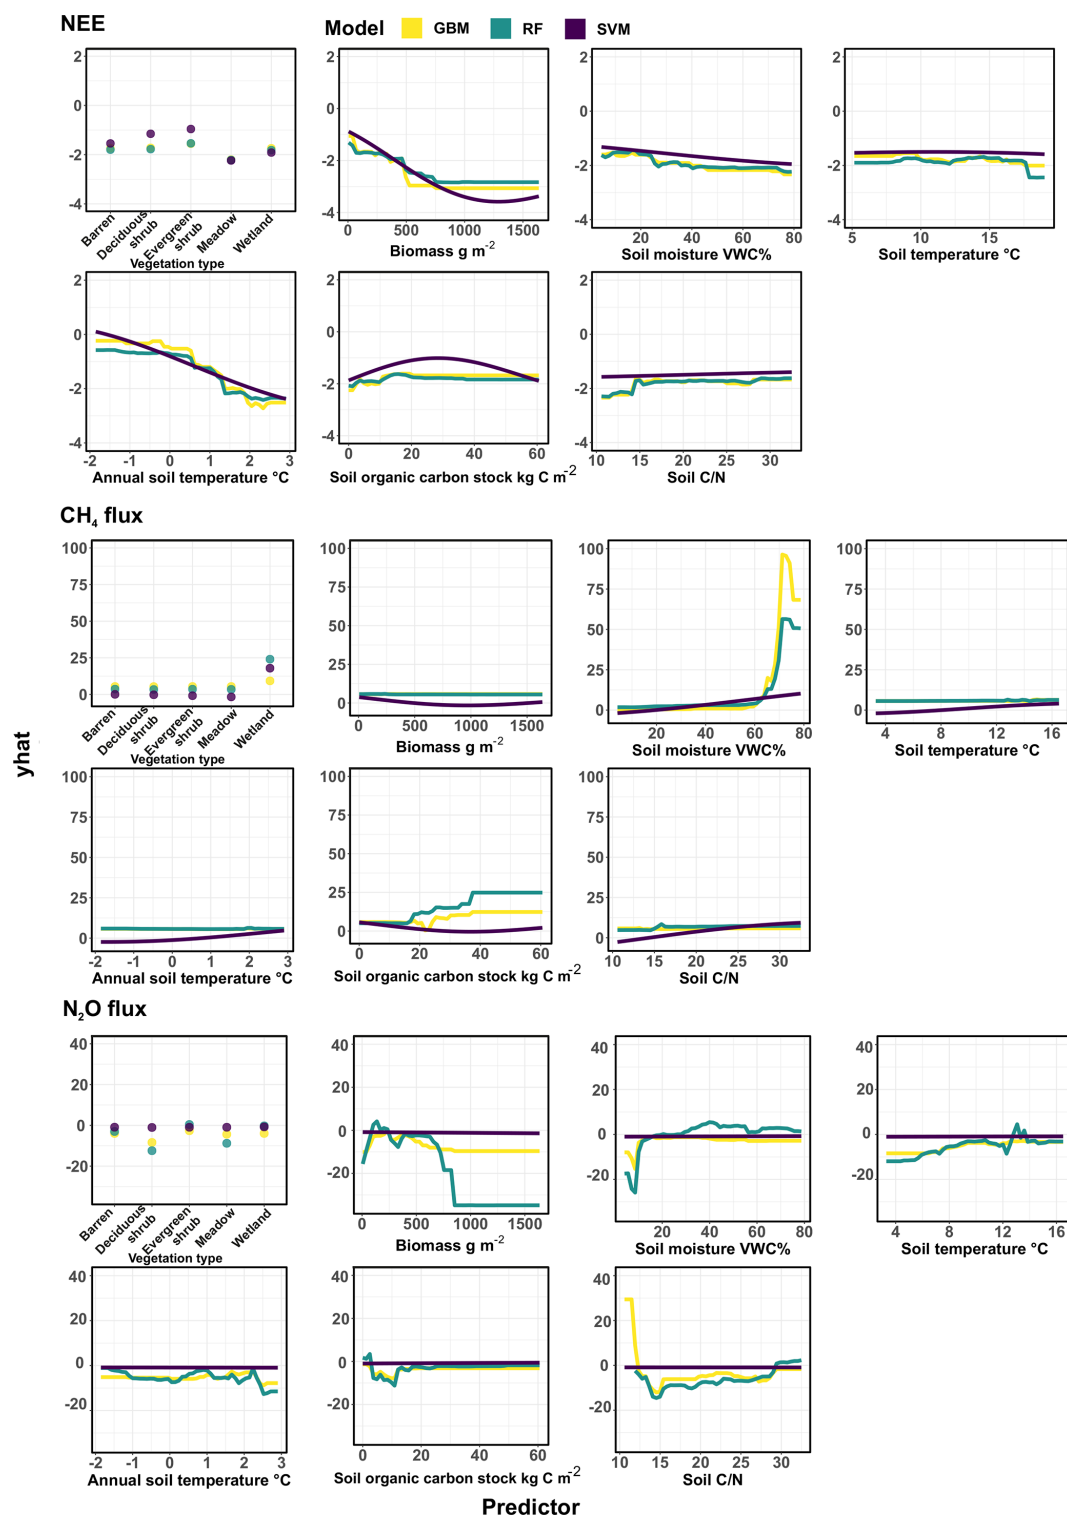 NEE
Model GBM RF SVM
2
0
-2
-4
Barren
Deciduous
shrub
Evergreen
shrub
Meadow
Wetland
Vegetation type
2
0
-2
-4
0 500 1000 1500
Biomass g m-2
2
0
-2
-4
20 40 60 80
Soil moisture VWC%
2
0
-2
-4
5 10 15
Soil temperature °C
2
0
-2
-4
-2 -1 0 1 2 3
Annual soil temperature °C
2
0
-2
-4
0 20 40 60
Soil organic carbon stock kg C m-2
2
0
-2
-4
10 15 20 25 30
Soil C/N
CH4 flux
100
75
50
25
0
Barren
Deciduous
shrub
Evergreen
shrub
Meadow
Wetland
Vegetation type
100
75
50
25
0
0 500 1000 1500
Biomass g m-2
100
75
50
25
0
20 40 60 80
Soil moisture VWC%
100
75
50
25
0
4 8 12 16
Soil temperature °C
yhat
100
75
50
25
0
-2 -1 0 1 2 3
Annual soil temperature °C
100
75
50
25
0
0 20 40 60
Soil organic carbon stock kg C m-2
100
75
50
25
0
10 15 20 25 30
Soil C/N
N2O flux
40
20
0
-20
Barren
Deciduous
shrub
Evergreen
shrub
Meadow
Wetland
Vegetation type
40
20
0
-20
0 500 1000 1500
Biomass g m-2
40
20
0
-20
20 40 60 80
Soil moisture VWC%
40
20
0
-20
4 8 12 16
Soil temperature °C
40
20
0
-20
-2 -1 0 1 2 3
Annual soil temperature °C
40
20
0
-20
0 20 40 60
Soil organic carbon stock kg C m-2
40
20
0
-20
10 15 20 25 30
Soil C/N
Predictor